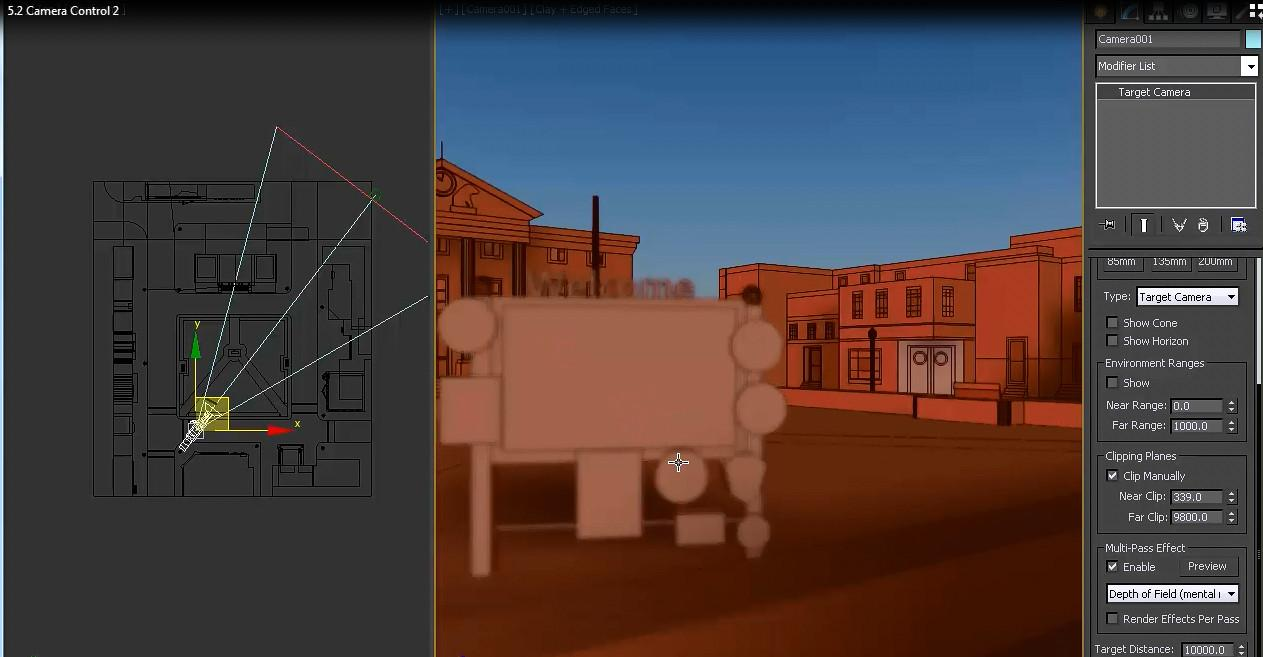 5.2 Camera Control 2
[+] [Camera001] [Clay + Edged Faces]
Camera001
Modifier List
Target Camera
85mm 135mm 200mm
Type: Target Camera
Show Cone
Show Horizon
Environment Ranges
Show
Near Range: 0.0
Far Range: 1000.0
Clipping Planes
Clip Manually
Near Clip: 339.0
Far Clip: 9800.0
Multi-Pass Effect
Enable Preview
Depth of Field (mental r
Render Effects Per Pass
Target Distance: 10000.0
Welcome
y
x